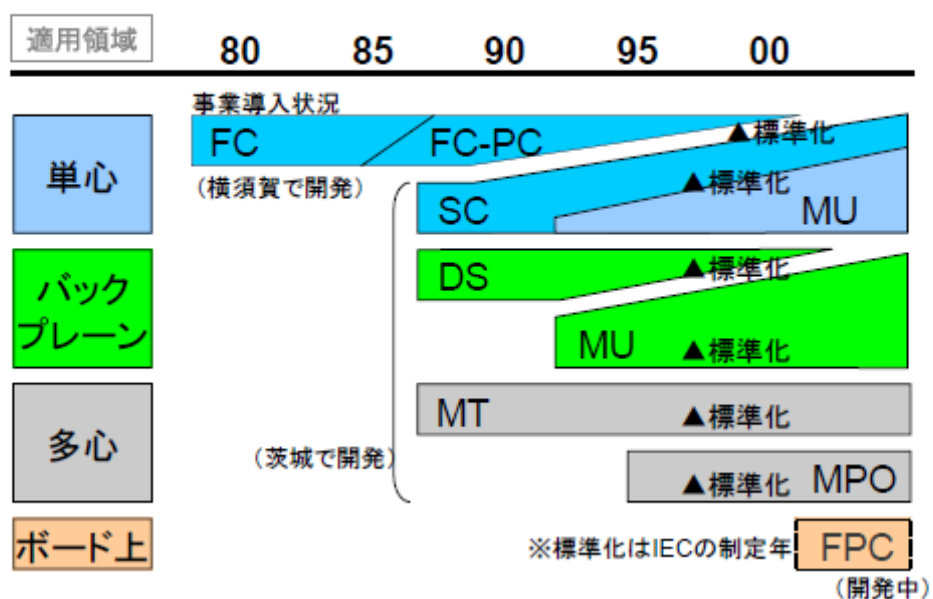 適用領域
80 85 90 95 00
事業導入状況
単心
FC
FC-PC
▲標準化
(横須賀で開発)
▲標準化
SC
MU
バック
プレーン
DS
▲標準化
MU
▲標準化
多心
MT
▲標準化
(茨城で開発)
▲標準化
MPO
ボード上
※標準化はIECの制定年
FPC
(開発中)